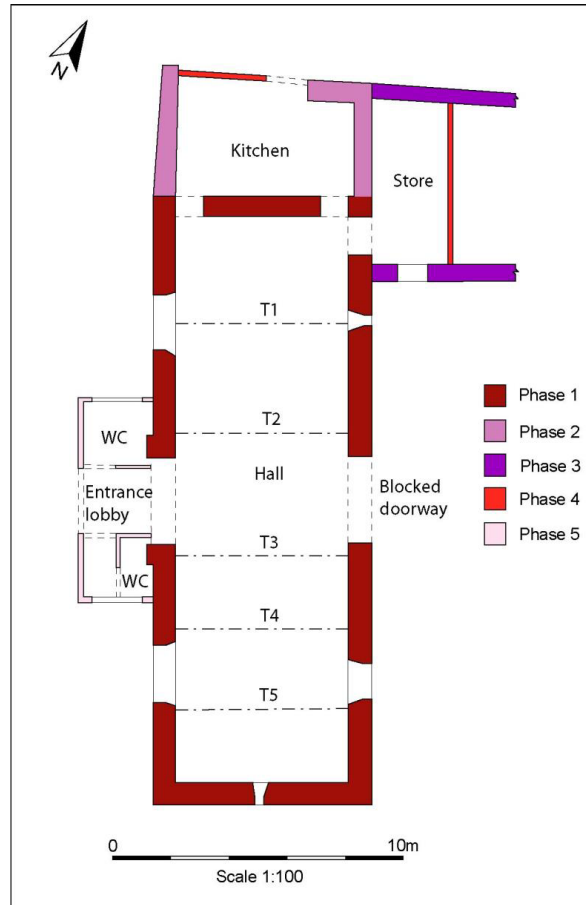 N
Kitchen
Store
T1
T2
WC
Hall
Entrance
lobby
Blocked
doorway
T3
WC
T4
T5
Phase 1
Phase 2
Phase 3
Phase 4
Phase 5
0
10m
Scale 1:100